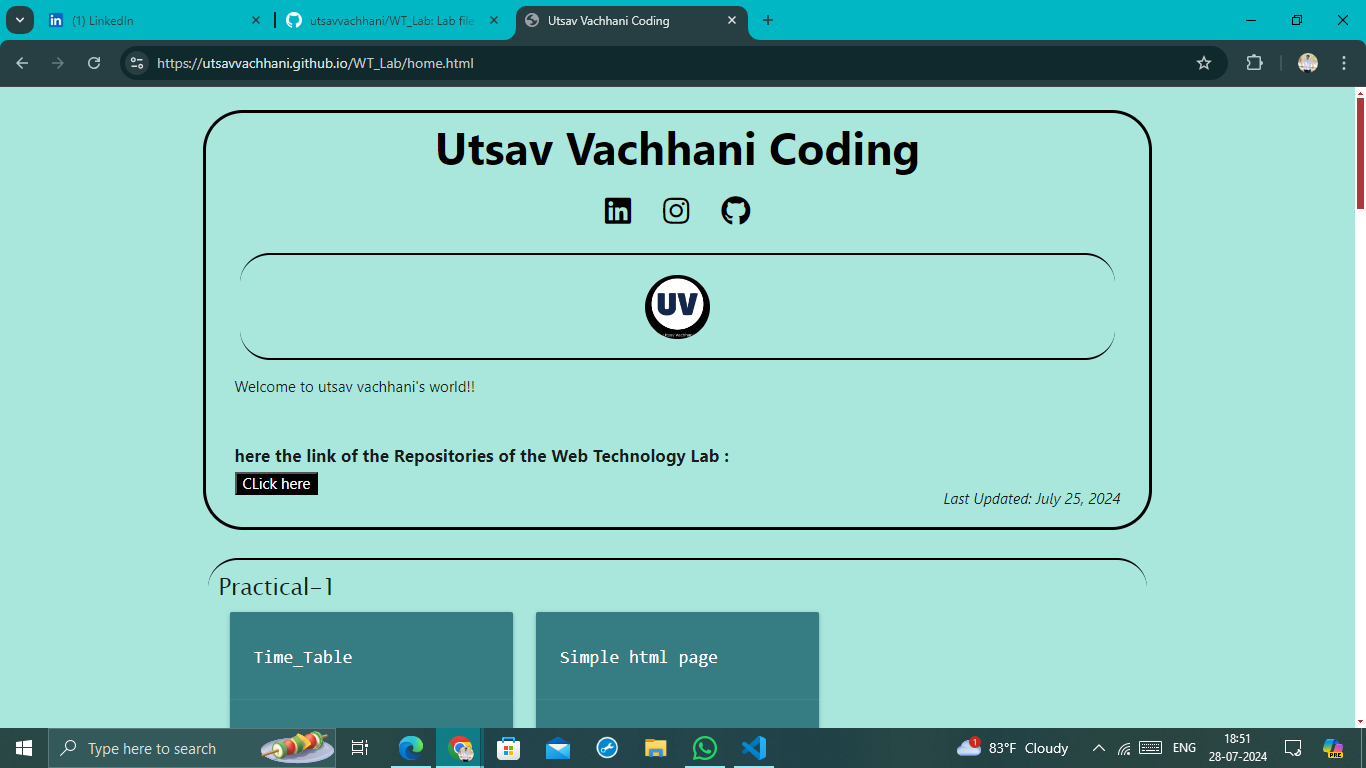 (1) LinkedIn
utsavvachhani/WT_Lab: Lab file
Utsav Vachhani Coding
https://utsavvachhani.github.io/WT_Lab/home.html
Utsav Vachhani Coding
UV
Welcome to utsav vachhani's world!!
here the link of the Repositories of the Web Technology Lab :
CLick here
Last Updated: July 25, 2024
Practical-1
Time_Table
Simple html page
Type here to search
1
83°F Cloudy
ENG
18:51
28-07-2024
PRE